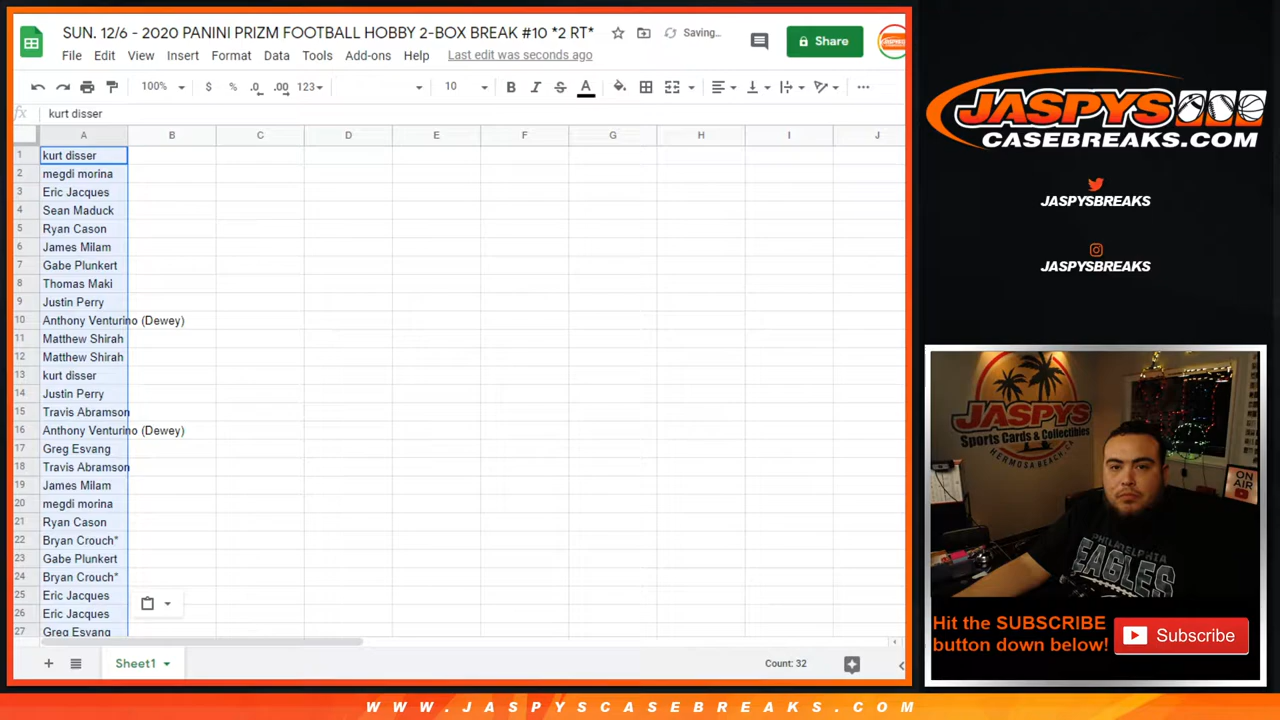 SUN. 12/6 - 2020 PANINI PRIZM FOOTBALL HOBBY 2-BOX BREAK #10 *2 RT*
Saving...
Share
File Edit View Insert Format Data Tools Add-ons Help Last edit was seconds ago
100% $ % .0 .00 123 10 B I S A
fx kurt disser
A B C D E F G H I J
1 kurt disser
2 megdi morina
3 Eric Jacques
4 Sean Maduck
5 Ryan Cason
6 James Milam
7 Gabe Plunkert
8 Thomas Maki
9 Justin Perry
10 Anthony Venturino (Dewey)
11 Matthew Shirah
12 Matthew Shirah
13 kurt disser
14 Justin Perry
15 Travis Abramson
16 Anthony Venturino (Dewey)
17 Greg Esvang
18 Travis Abramson
19 James Milam
20 megdi morina
21 Ryan Cason
22 Bryan Crouch*
23 Gabe Plunkert
24 Bryan Crouch*
25 Eric Jacques
26 Eric Jacques
27 Greg Esvang
Sheet1
Count: 32
JASPYS
CASEBREAKS.COM
JASPYSBREAKS
JASPYSBREAKS
JASPYS
Sports Cards & Collectibles
HERMOSA BEACH, CA
ON AIR
PHILADELPHIA
EAGLES
Hit the SUBSCRIBE
button down below!
Subscribe
WWW.JASPYSCASEBREAKS.COM